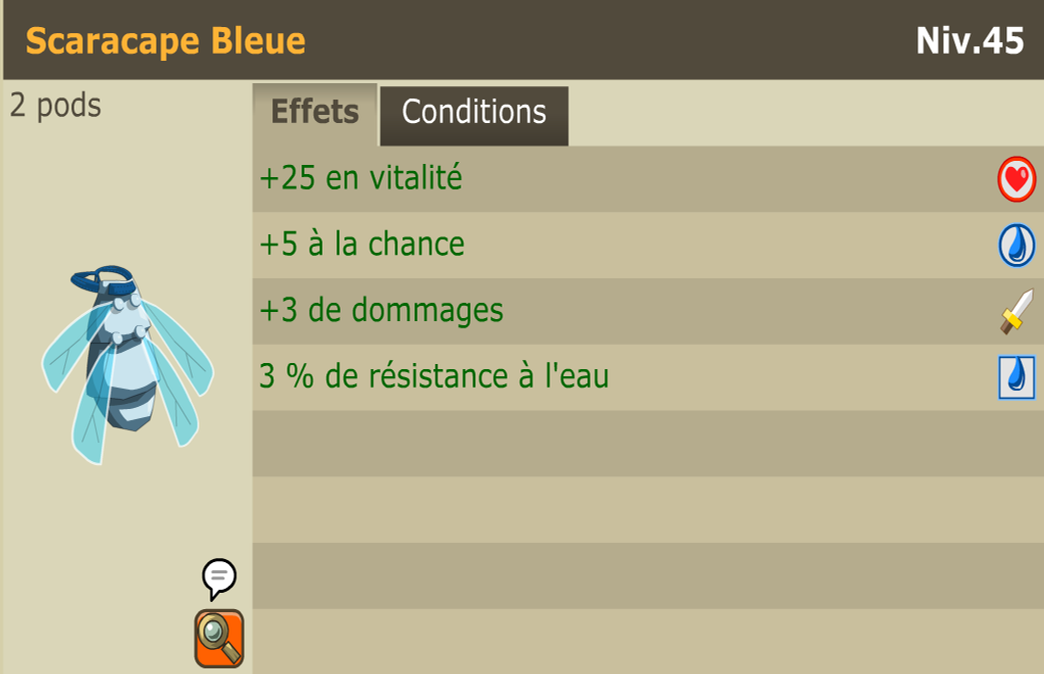 Scaracape Bleue
Niv.45
2 pods
Effets
Conditions
+25 en vitalité
+5 à la chance
+3 de dommages
3 % de résistance à l'eau